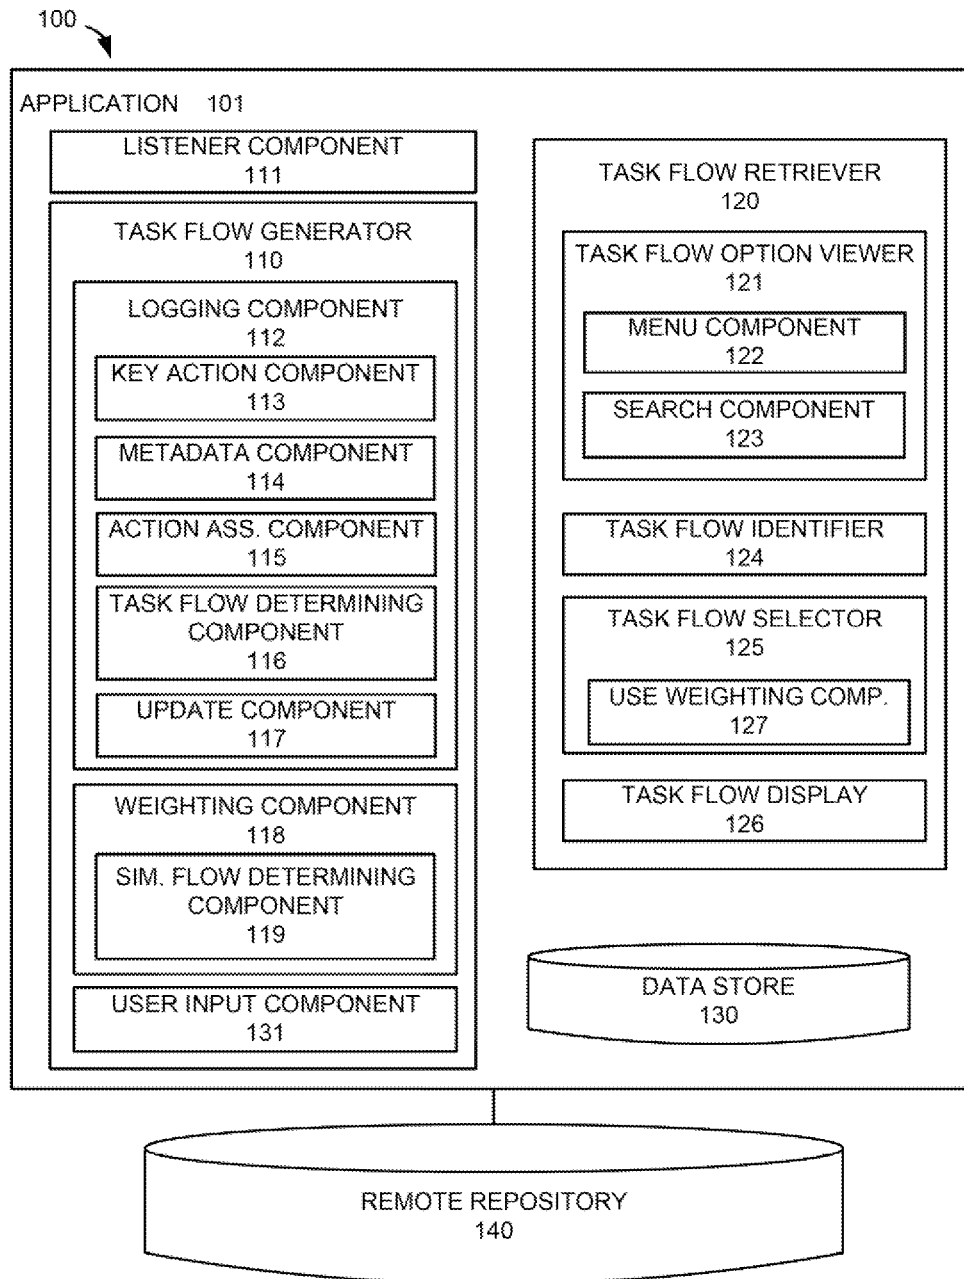 100
APPLICATION 101
LISTENER COMPONENT
111
TASK FLOW GENERATOR
110
LOGGING COMPONENT
112
KEY ACTION COMPONENT
113
METADATA COMPONENT
114
ACTION ASS. COMPONENT
115
TASK FLOW DETERMINING
COMPONENT
116
UPDATE COMPONENT
117
WEIGHTING COMPONENT
118
SIM. FLOW DETERMINING
COMPONENT
119
USER INPUT COMPONENT
131
TASK FLOW RETRIEVER
120
TASK FLOW OPTION VIEWER
121
MENU COMPONENT
122
SEARCH COMPONENT
123
TASK FLOW IDENTIFIER
124
TASK FLOW SELECTOR
125
USE WEIGHTING COMP.
127
TASK FLOW DISPLAY
126
DATA STORE
130
REMOTE REPOSITORY
140